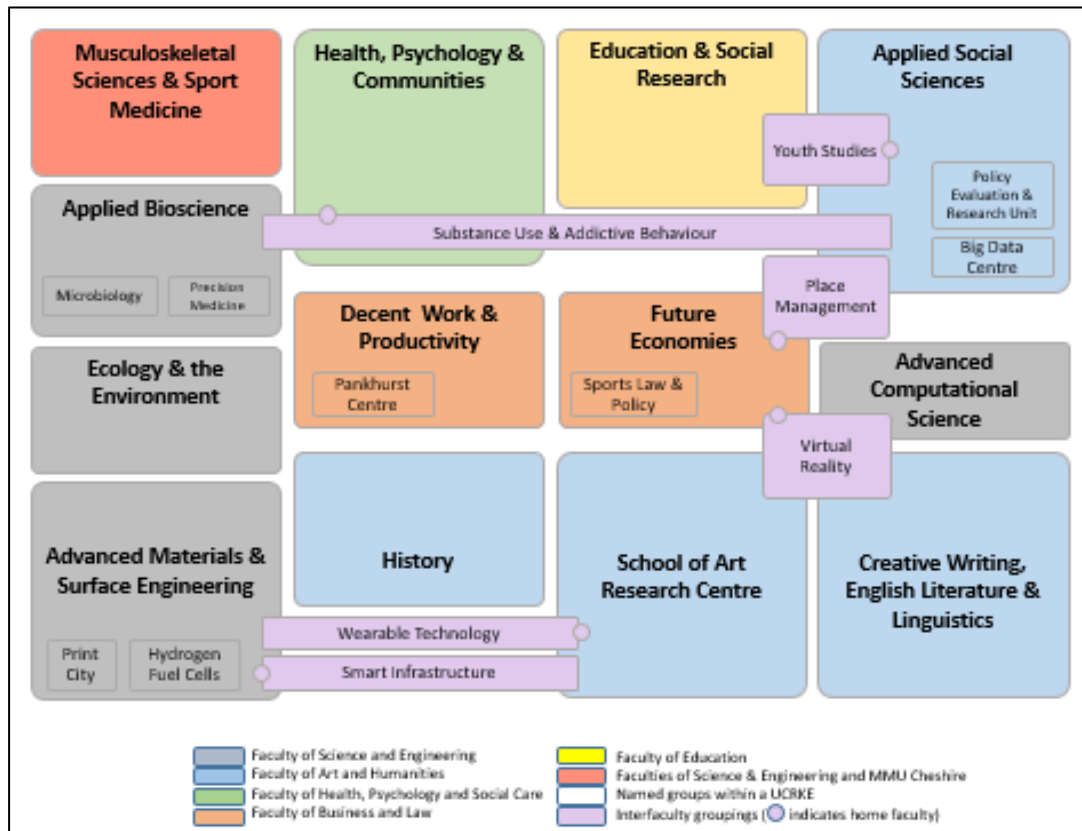 Musculoskeletal
Sciences & Sport
Medicine
Health, Psychology &
Communities
Education & Social
Research
Applied Social
Sciences
Youth Studies
Policy
Evaluation &
Research Unit
Big Data
Centre
Applied Bioscience
Microbiology
Precision
Medicine
Substance Use & Addictive Behaviour
Place
Management
Decent Work &
Productivity
Pankhurst
Centre
Future
Economies
Sports Law &
Policy
Ecology & the
Environment
Advanced
Computational
Science
Virtual
Reality
Advanced Materials &
Surface Engineering
Print
City
Hydrogen
Fuel Cells
History
School of Art
Research Centre
Creative Writing,
English Literature &
Linguistics
Wearable Technology
Smart Infrastructure
Faculty of Science and Engineering
Faculty of Art and Humanities
Faculty of Health, Psychology and Social Care
Faculty of Business and Law
Faculty of Education
Faculties of Science & Engineering and MMU Cheshire
Named groups within a UCRKE
Interfaculty groupings ( indicates home faculty)